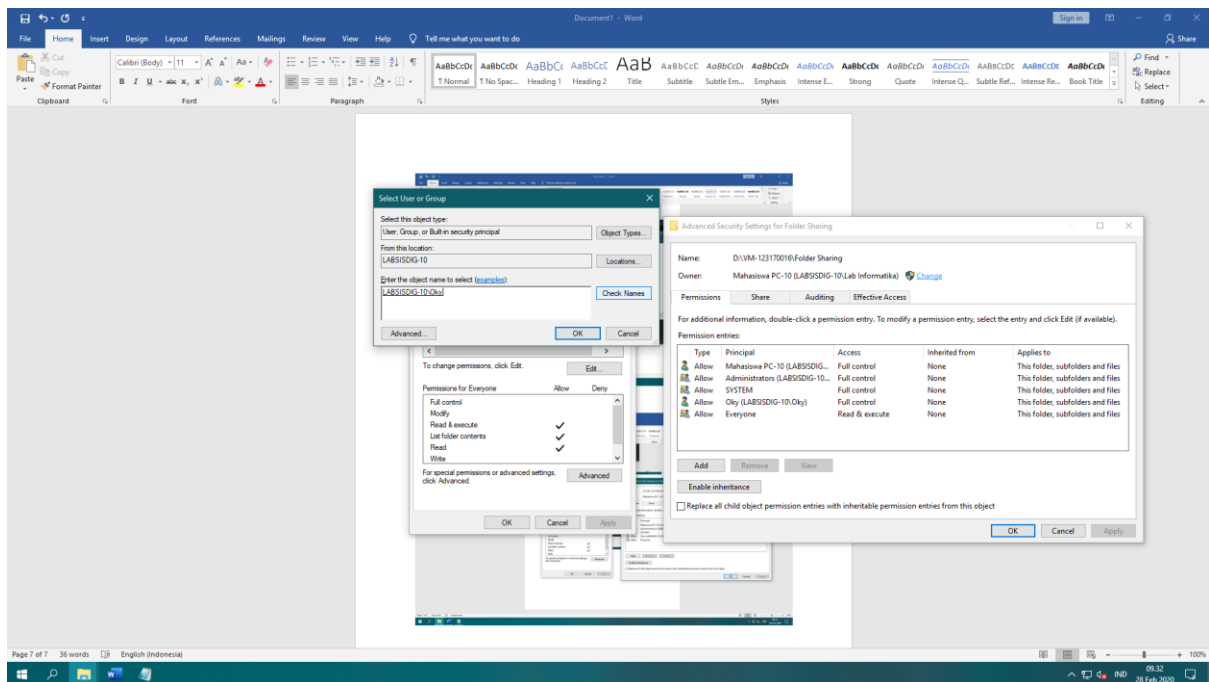 Document1 - Word
Sign in
File Home Insert Design Layout References Mailings Review View Help Tell me what you want to do
Share
Paste
Cut
Copy
Format Painter
Calibri (Body) 11
AaBbCcDc AaBbCcDc AaBbCc AaBbCcC AaB AaBbCcC AaBbCcDc AaBbCcDc AaBbCcDc AaBbCcDc AaBbCcDc AaBbCcDc AABBCCDC AABBCCDC AaBbCcDc
¶ Normal ¶ No Spac... Heading 1 Heading 2 Title Subtitle Subtle Em... Emphasis Intense E... Strong Quote Intense Q... Subtle Ref... Intense Re... Book Title
Find
Replace
Select
Clipboard Font Paragraph Styles Editing
Select User or Group
Select this object type:
User, Group, or Built-in security principal
Object Types...
From this location:
LABSISDIG-10
Locations...
Enter the object name to select (examples):
LABSISDIG-10\Oky
Check Names
Advanced...
OK Cancel
To change permissions, click Edit.
Edit...
Permissions for Everyone Allow Deny
Full control
Modify
Read & execute
List folder contents
Read
Write
For special permissions or advanced settings,
click Advanced.
Advanced
OK Cancel Apply
Advanced Security Settings for Folder Sharing
Name: D:\VM-123170016\Folder Sharing
Owner: Mahasiswa PC-10 (LABSISDIG-10\Lab Informatika) Change
Permissions Share Auditing Effective Access
For additional information, double-click a permission entry. To modify a permission entry, select the entry and click Edit (if available).
Permission entries:
Type Principal Access Inherited from Applies to
Allow Mahasiswa PC-10 (LABSISDIG... Full control None This folder, subfolders and files
Allow Administrators (LABSISDIG-10... Full control None This folder, subfolders and files
Allow SYSTEM Full control None This folder, subfolders and files
Allow Oky (LABSISDIG-10\Oky) Full control None This folder, subfolders and files
Allow Everyone Read & execute None This folder, subfolders and files
Add Remove View
Enable inheritance
Replace all child object permission entries with inheritable permission entries from this object
OK Cancel Apply
Page 7 of 7 36 words English (Indonesia)
100%
IND
09.32
28 Feb 2020